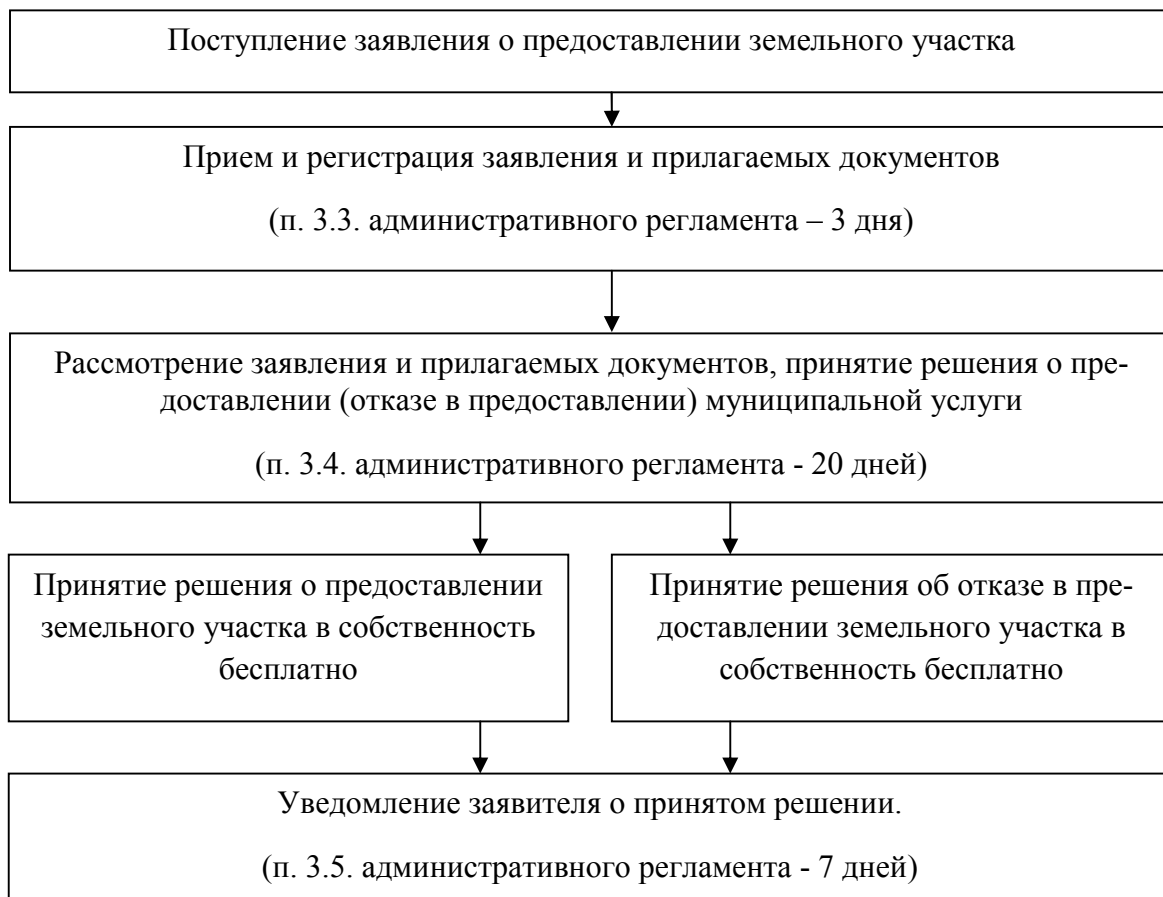 Поступление заявления о предоставлении земельного участка
Прием и регистрация заявления и прилагаемых документов
(п. 3.3. административного регламента – 3 дня)
Рассмотрение заявления и прилагаемых документов, принятие решения о пре-
доставлении (отказе в предоставлении) муниципальной услуги
(п. 3.4. административного регламента - 20 дней)
Принятие решения о предоставлении
земельного участка в собственность
бесплатно
Принятие решения об отказе в пре-
доставлении земельного участка в
собственность бесплатно
Уведомление заявителя о принятом решении.
(п. 3.5. административного регламента - 7 дней)